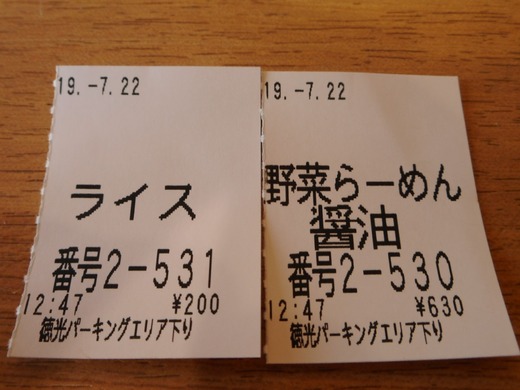 19.-7.22
ライス
番号2-531
12:47 ¥200
徳光パーキングエリア下り
19.-7.22
野菜らーめん
醤油
番号2-530
12:47 ¥630
徳光パーキングエリア下り